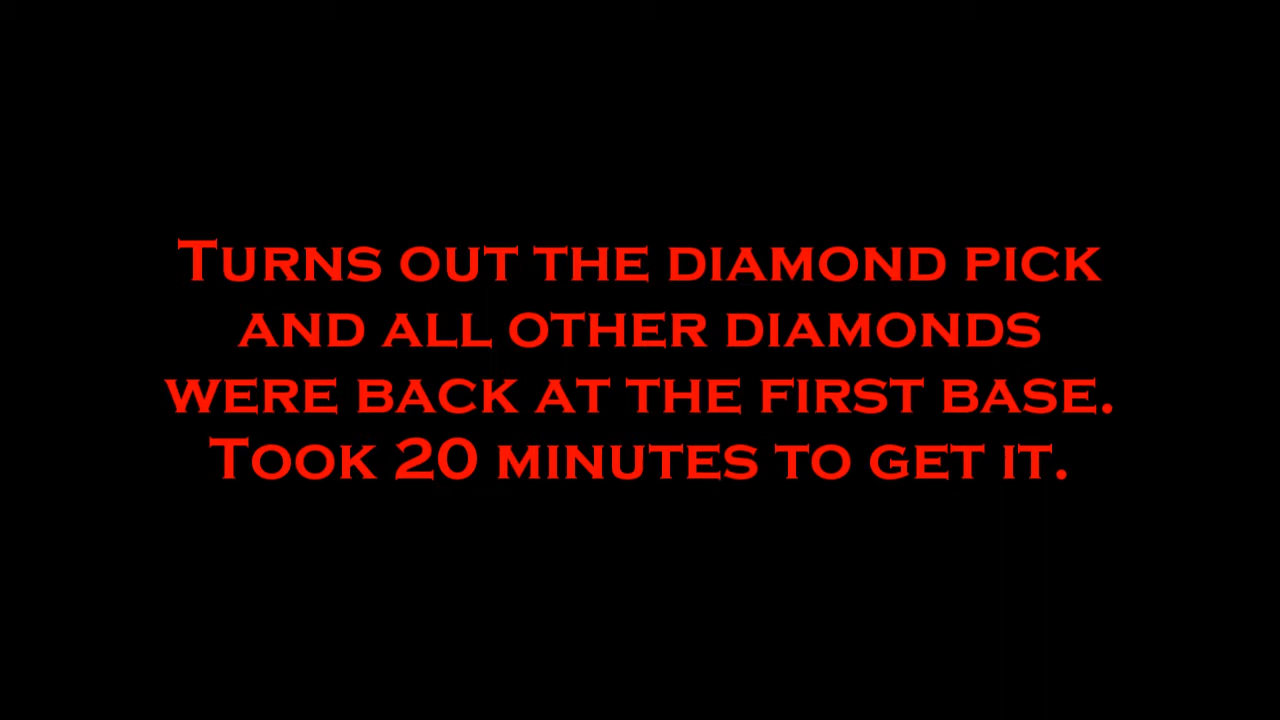 Turns out the diamond pick
and all other diamonds
were back at the first base.
Took 20 minutes to get it.